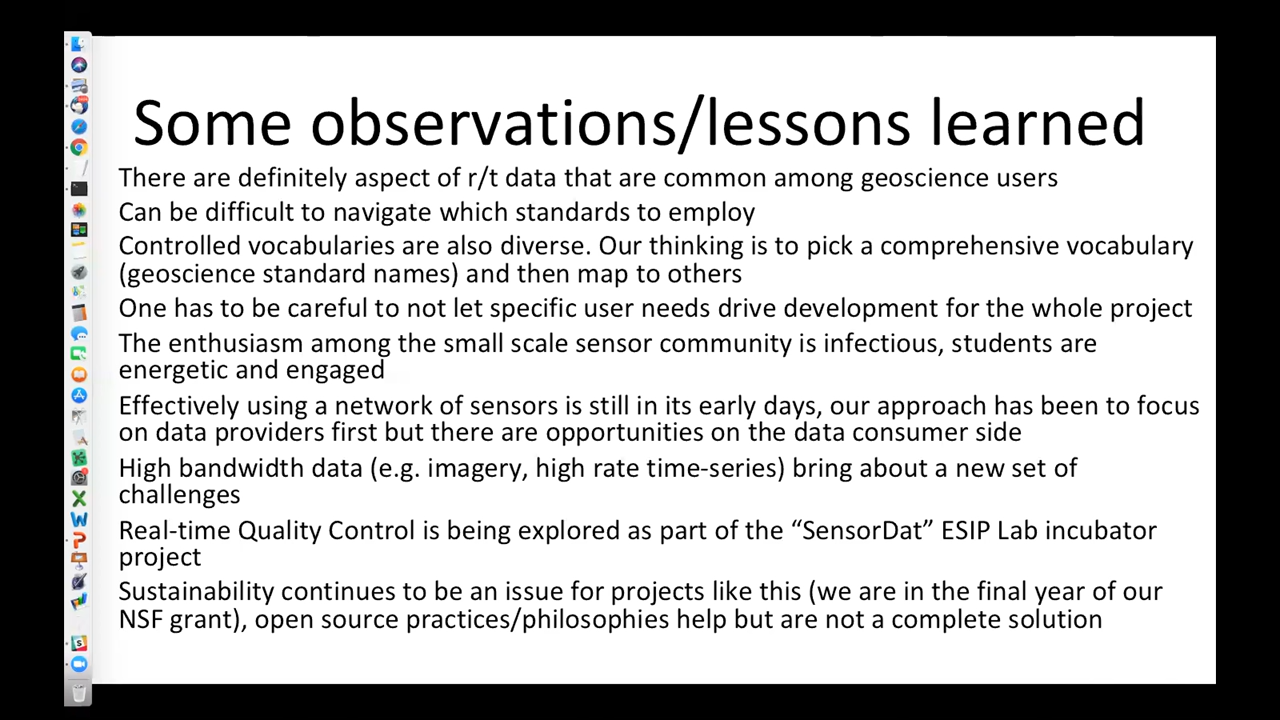 Some observations/lessons learned
There are definitely aspect of r/t data that are common among geoscience users
Can be difficult to navigate which standards to employ
Controlled vocabularies are also diverse. Our thinking is to pick a comprehensive vocabulary
(geoscience standard names) and then map to others
One has to be careful to not let specific user needs drive development for the whole project
The enthusiasm among the small scale sensor community is infectious, students are
energetic and engaged
Effectively using a network of sensors is still in its early days, our approach has been to focus
on data providers first but there are opportunities on the data consumer side
High bandwidth data (e.g. imagery, high rate time-series) bring about a new set of
challenges
Real-time Quality Control is being explored as part of the “SensorDat” ESIP Lab incubator
project
Sustainability continues to be an issue for projects like this (we are in the final year of our
NSF grant), open source practices/philosophies help but are not a complete solution